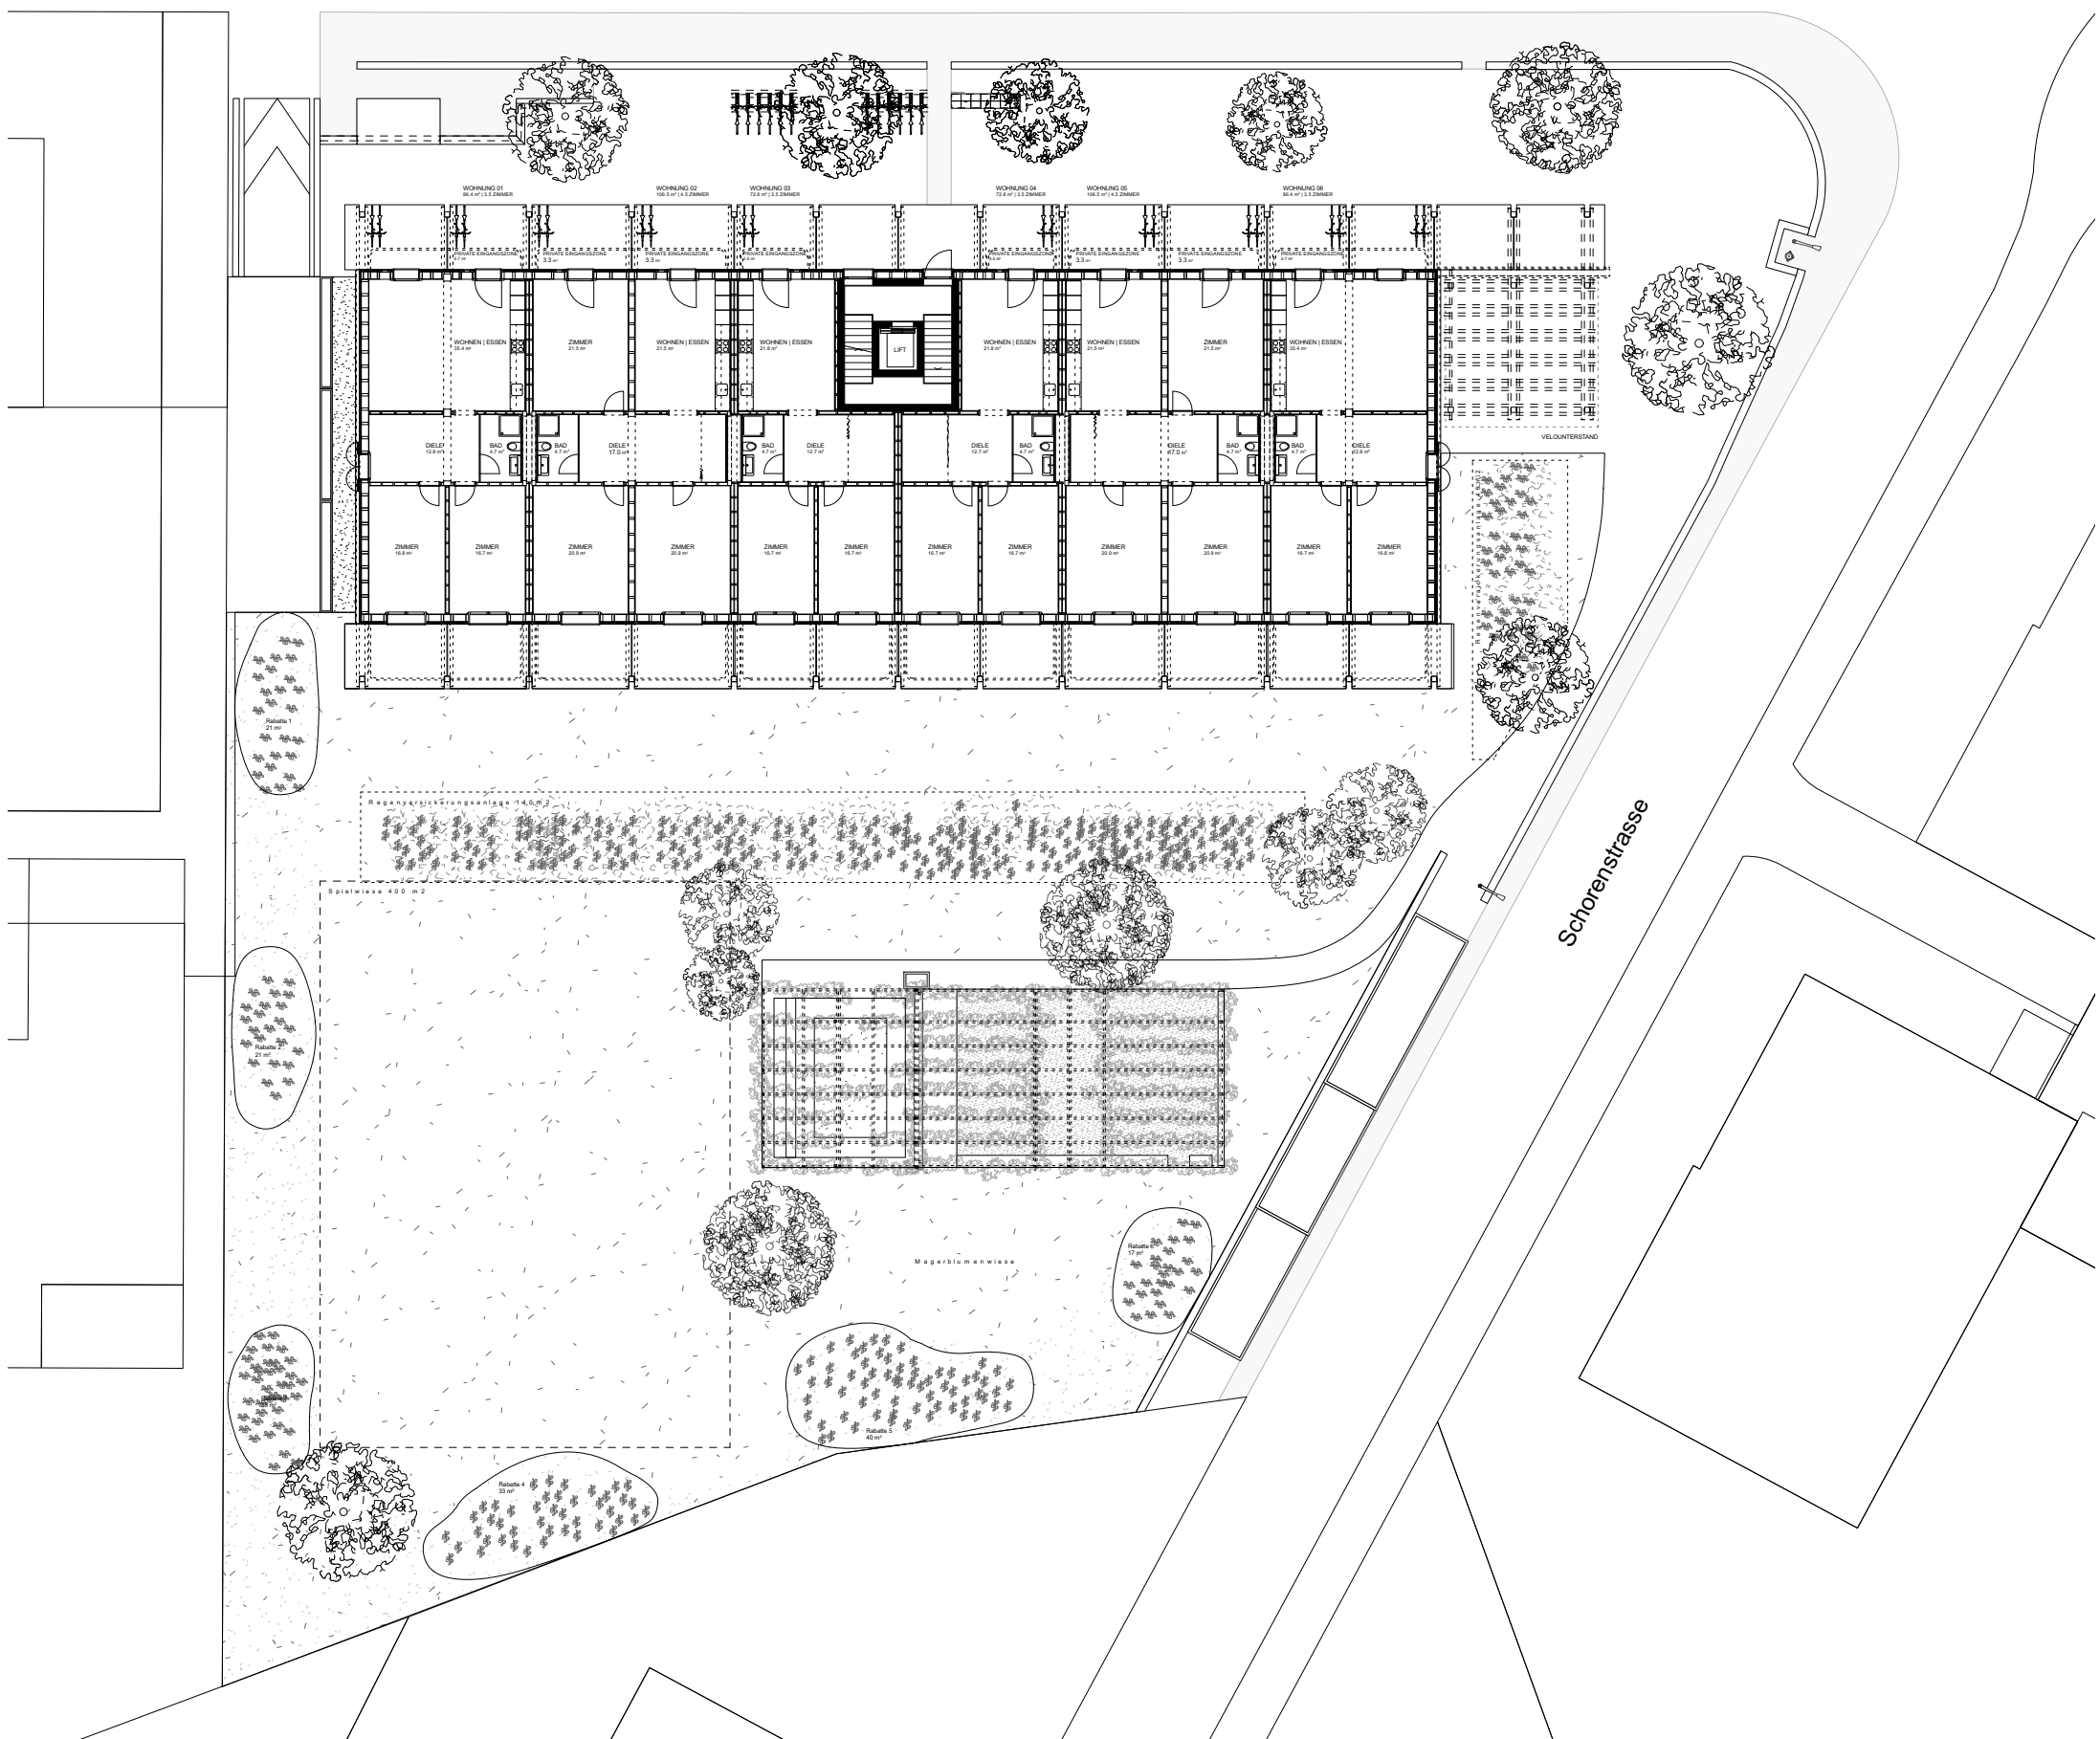 WOHNUNG 01
86.4 m² | 3.5 ZIMMER
WOHNUNG 02
106.5 m² | 4.5 ZIMMER
WOHNUNG 03
72.6 m² | 3.5 ZIMMER
WOHNUNG 04
72.6 m² | 3.5 ZIMMER
WOHNUNG 05
106.5 m² | 4.5 ZIMMER
WOHNUNG 06
86.4 m² | 3.5 ZIMMER
PRIVATE EINGANGSZONE
PRIVATE EINGANGSZONE
3.3 m²
PRIVATE EINGANGSZONE
3.3 m²
PRIVATE EINGANGSZONE
PRIVATE EINGANGSZONE
PRIVATE EINGANGSZONE
3.3 m²
PRIVATE EINGANGSZONE
3.3 m²
PRIVATE EINGANGSZONE
WOHNEN | ESSEN
35.4 m²
ZIMMER
21.5 m²
WOHNEN | ESSEN
21.5 m²
WOHNEN | ESSEN
21.8 m²
LIFT
WOHNEN | ESSEN
21.8 m²
WOHNEN | ESSEN
21.5 m²
ZIMMER
21.5 m²
WOHNEN | ESSEN
35.4 m²
DIELE
12.8 m²
BAD
4.7 m²
BAD
4.7 m²
DIELE
17.0 m²
BAD
4.7 m²
DIELE
12.7 m²
DIELE
12.7 m²
BAD
4.7 m²
DIELE
17.0 m²
BAD
4.7 m²
BAD
4.7 m²
DIELE
12.8 m²
VELOUNTERSTAND
ZIMMER
16.8 m²
ZIMMER
16.7 m²
ZIMMER
20.9 m²
ZIMMER
20.9 m²
ZIMMER
16.7 m²
ZIMMER
16.7 m²
ZIMMER
16.7 m²
ZIMMER
16.7 m²
ZIMMER
20.9 m²
ZIMMER
20.9 m²
ZIMMER
16.7 m²
ZIMMER
16.8 m²
Rabatte 1
21 m²
Regenversickerungsanlage 140m2
Spielwiese 400 m2
Schorenstrasse
Rabatte 2
21 m²
Rabatte 6
17 m²
Magerblumenwiese
Rabatte 5
40 m²
Rabatte 4
33 m²